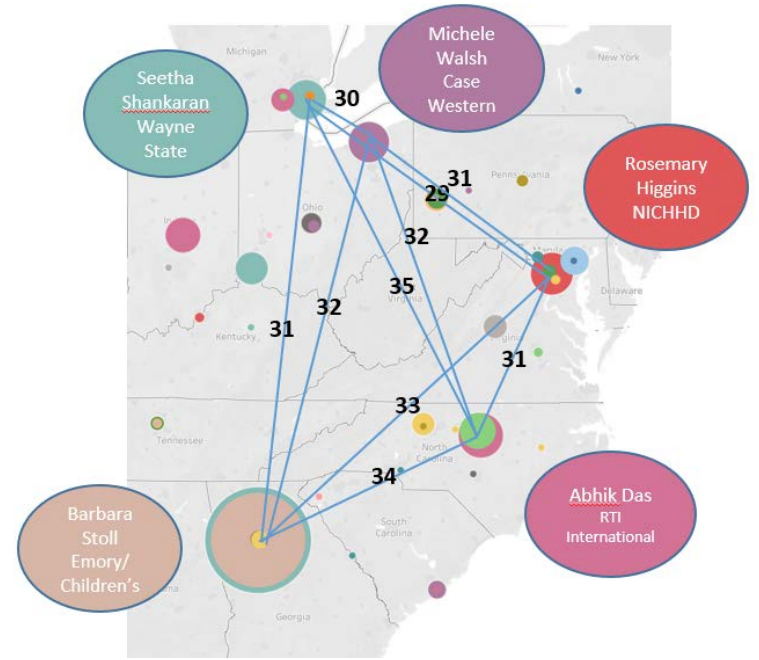 Michigan
New York
Seetha
Shankaran
Wayne
State
Michele
Walsh
Case
Western
30
Rosemary
Higgins
NICHHD
31
29
Pennsylvania
Ohio
32
35
Delaware
Virginia
31
32
Kentucky
31
33
Tennessee
North
Carolina
34
Abhik Das
RTI
International
Barbara
Stoll
Emory/
Children's
South
Carolina
Georgia